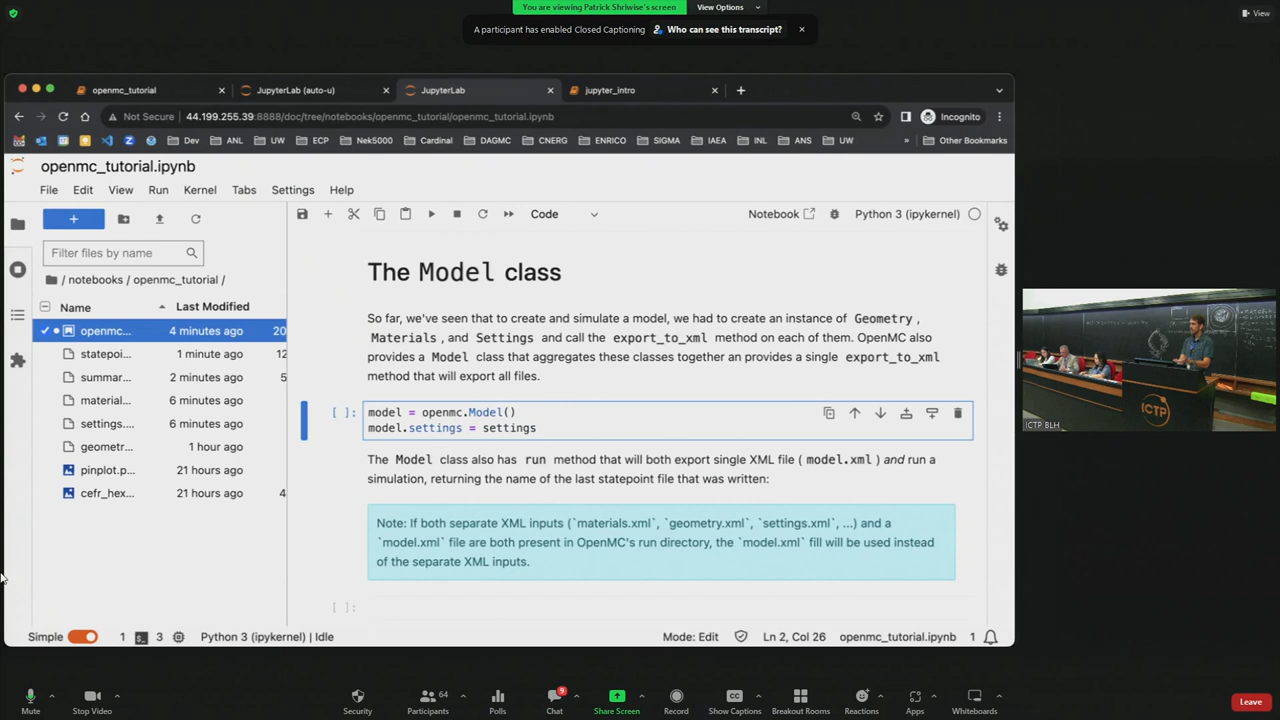 You are viewing Patrick Shriwise's screen
View Options
View
A participant has enabled Closed Captioning
Who can see this transcript?
openmc_tutorial
JupyterLab (auto-u)
JupyterLab
jupyter_intro
Not Secure
44.199.255.39:8888/doc/tree/notebooks/openmc_tutorial/openmc_tutorial.ipynb
Incognito
Dev
ANL
UW
ECP
Nek5000
Cardinal
DAGMC
CNERG
ENRICO
SIGMA
IAEA
INL
ANS
UW
»
Other Bookmarks
openmc_tutorial.ipynb
File Edit View Run Kernel Tabs Settings Help
Code
Notebook
Python 3 (ipykernel)
Filter files by name
/ notebooks / openmc_tutorial /
Name
Last Modified
openmc... 4 minutes ago 20
statepoi... 1 minute ago 12
summar... 2 minutes ago 5
material... 6 minutes ago
settings.... 6 minutes ago
geometr... 1 hour ago
pinplot.p... 21 hours ago
cefr_hex... 21 hours ago 4
The Model class
So far, we've seen that to create and simulate a model, we had to create an instance of Geometry ,
Materials , and Settings and call the export_to_xml method on each of them. OpenMC also
provides a Model class that aggregates these classes together an provides a single export_to_xml
method that will export all files.
[ ]:
model = openmc.Model()
model.settings = settings
The Model class also has run method that will both export single XML file ( model.xml ) and run a
simulation, returning the name of the last statepoint file that was written:
Note: If both separate XML inputs (`materials.xml`, `geometry.xml`, `settings.xml`, ...) and a
`model.xml` file are both present in OpenMC's run directory, the `model.xml` fill will be used instead
of the separate XML inputs.
[ ]:
Simple
1
3
Python 3 (ipykernel) | Idle
Mode: Edit
Ln 2, Col 26
openmc_tutorial.ipynb
1
ICTP
ICTP BLH
Mute
Stop Video
Security
64
Participants
Polls
9
Chat
Share Screen
Record
CC
Show Captions
Breakout Rooms
Reactions
Apps
Whiteboards
Leave